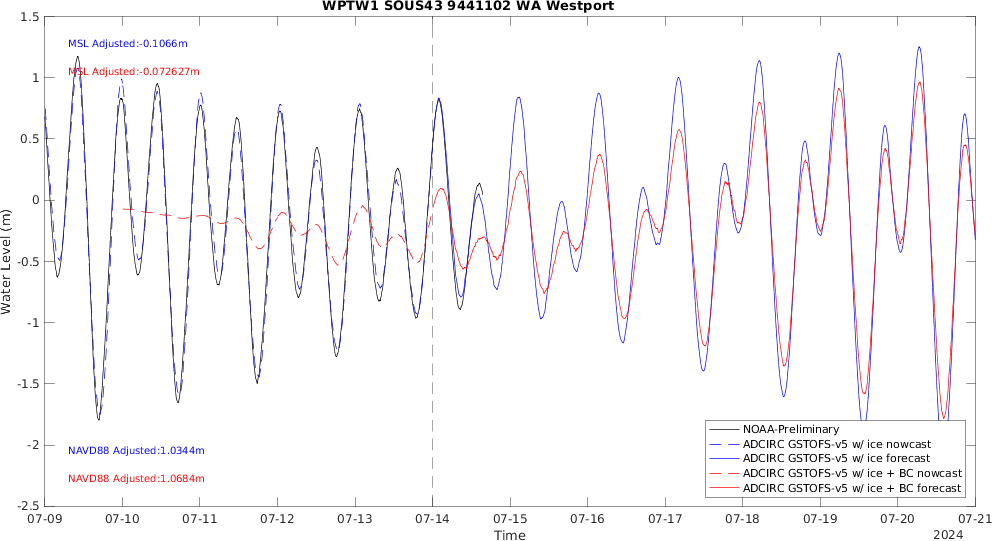 WPTW1 SOUS43 9441102 WA Westport
1.5
1
0.5
0
-0.5
-1
-1.5
-2
-2.5
Water Level (m)
MSL Adjusted:-0.1066m
MSL Adjusted:-0.072627m
NAVD88 Adjusted:1.0344m
NAVD88 Adjusted:1.0684m
NOAA-Preliminary
ADCIRC GSTOFS-v5 w/ ice nowcast
ADCIRC GSTOFS-v5 w/ ice forecast
ADCIRC GSTOFS-v5 w/ ice + BC nowcast
ADCIRC GSTOFS-v5 w/ ice + BC forecast
07-09 07-10 07-11 07-12 07-13 07-14 07-15 07-16 07-17 07-18 07-19 07-20 07-21
Time
2024